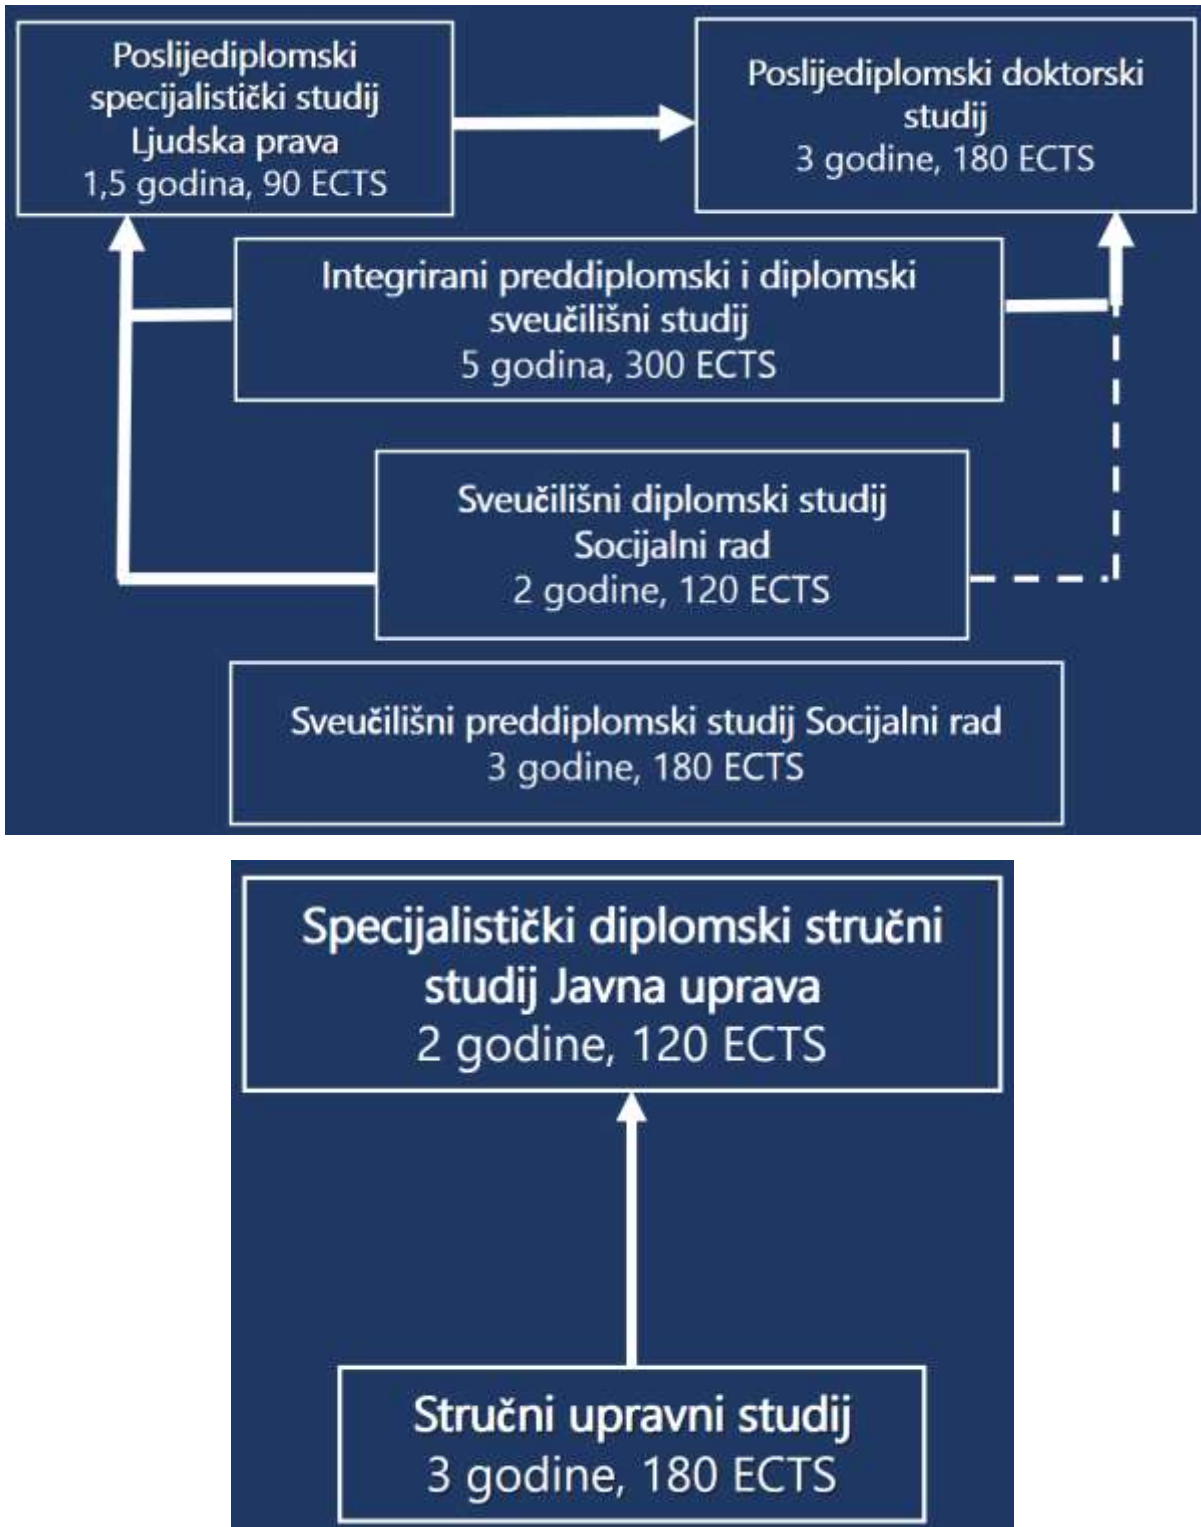 Poslijediplomski
specijalistički studij
Ljudska prava
1,5 godina, 90 ECTS
Poslijediplomski doktorski
studij
3 godine, 180 ECTS
Integrirani preddiplomski i diplomski
sveučilišni studij
5 godina, 300 ECTS
Sveučilišni diplomski studij
Socijalni rad
2 godine, 120 ECTS
Sveučilišni preddiplomski studij Socijalni rad
3 godine, 180 ECTS
Specijalistički diplomski stručni
studij Javna uprava
2 godine, 120 ECTS
Stručni upravni studij
3 godine, 180 ECTS